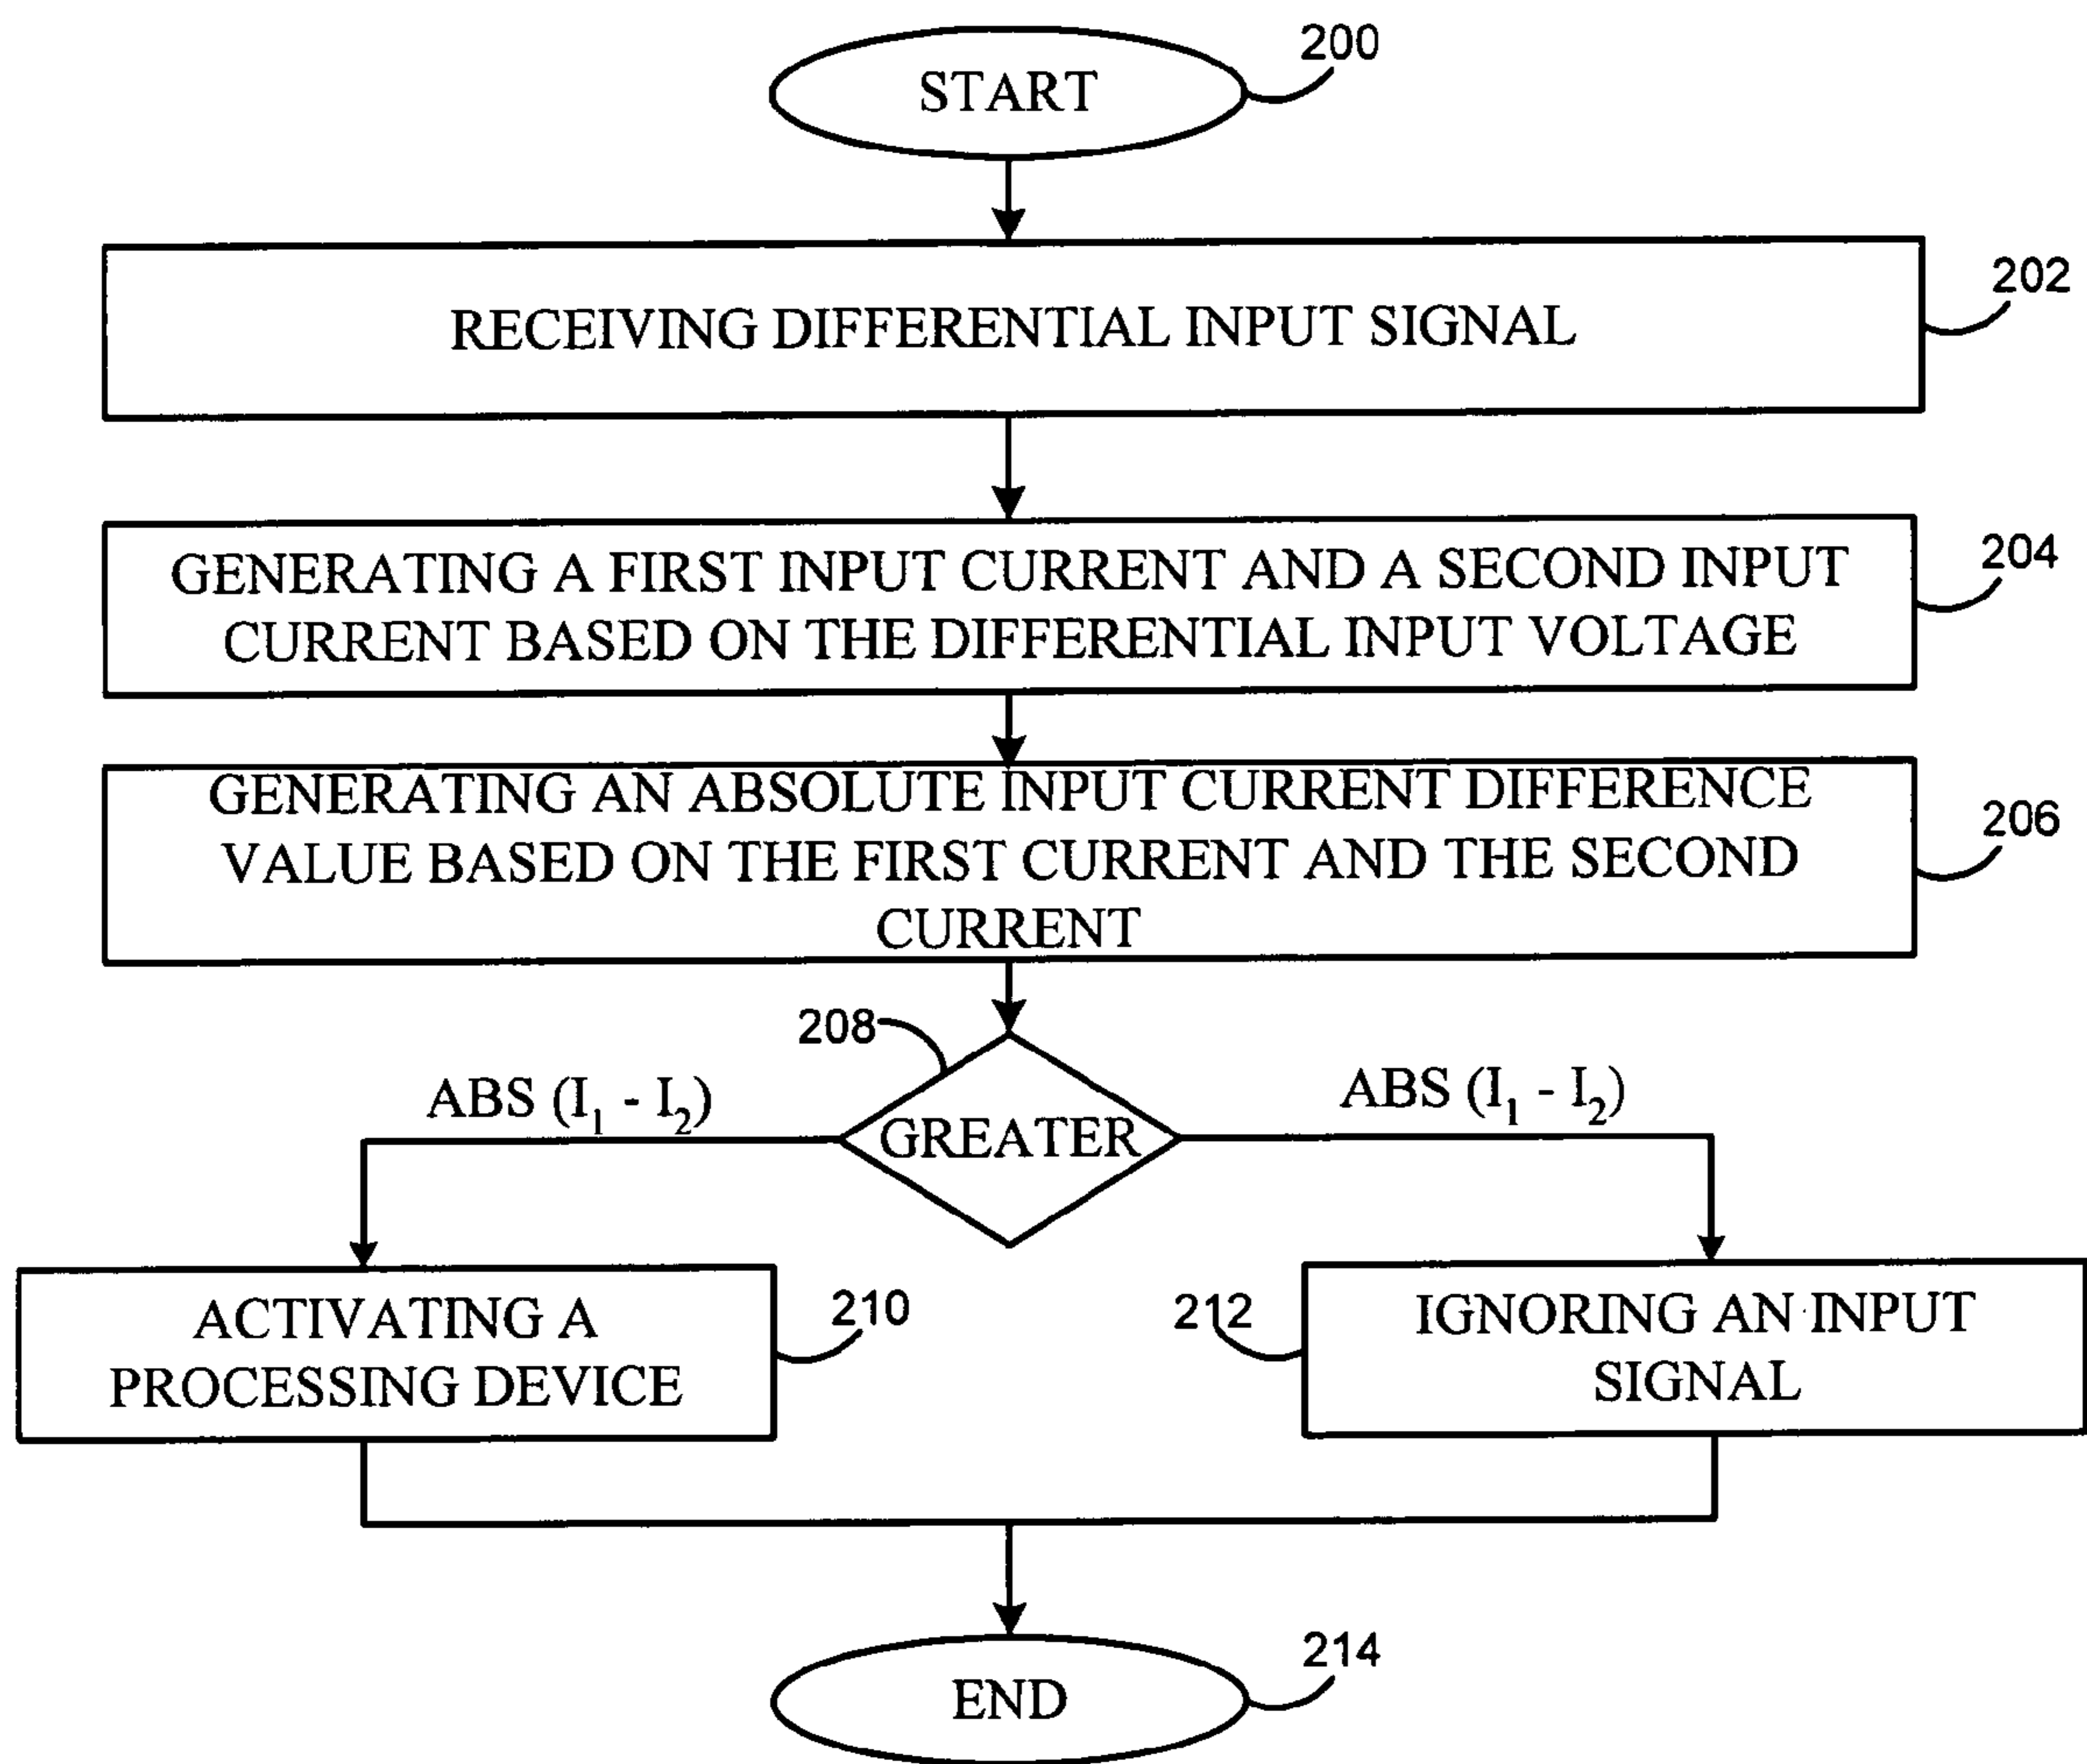 START
200
RECEIVING DIFFERENTIAL INPUT SIGNAL
202
GENERATING A FIRST INPUT CURRENT AND A SECOND INPUT
CURRENT BASED ON THE DIFFERENTIAL INPUT VOLTAGE
204
GENERATING AN ABSOLUTE INPUT CURRENT DIFFERENCE
VALUE BASED ON THE FIRST CURRENT AND THE SECOND
CURRENT
206
208
ABS (I₁ - I₂)
GREATER
ABS (I₁ - I₂)
ACTIVATING A
PROCESSING DEVICE
210
212
IGNORING AN INPUT
SIGNAL
END
214